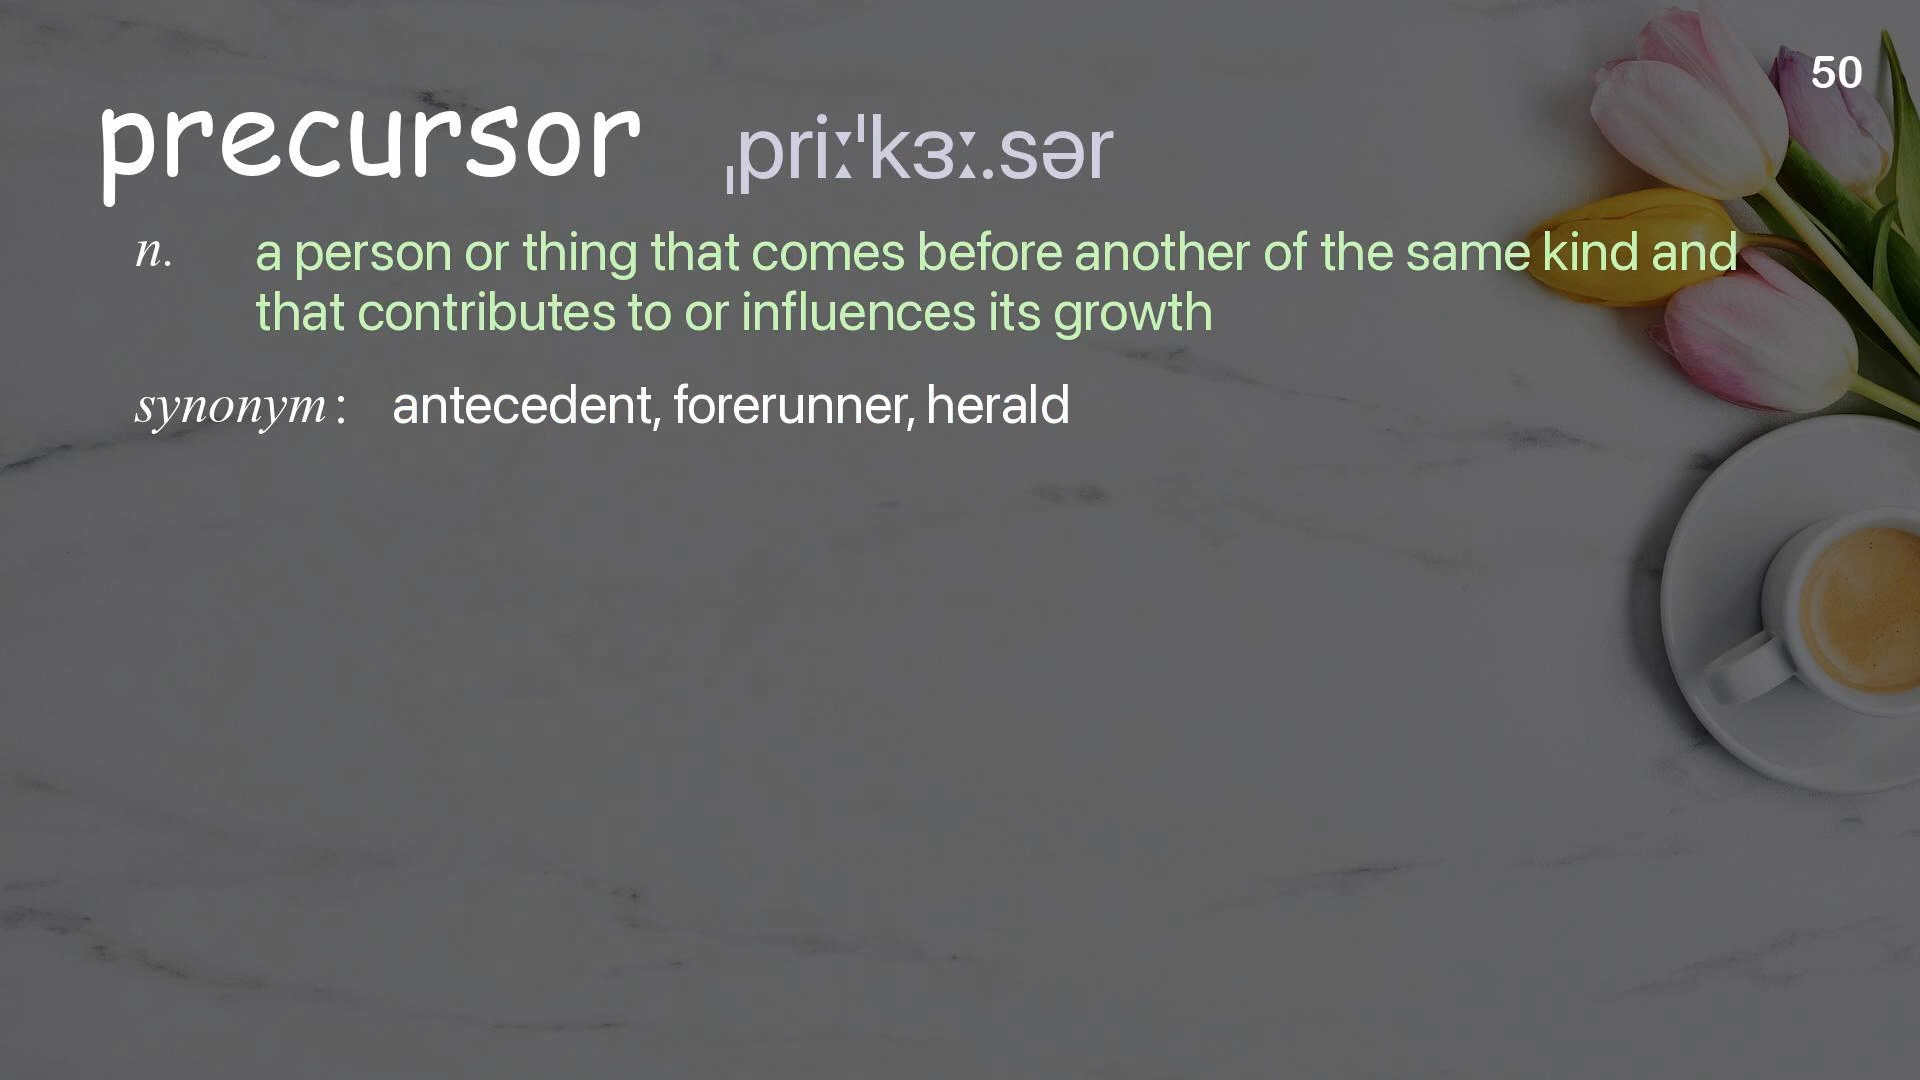 50
precursor ˌpriːˈkɜː.sər
n. a person or thing that comes before another of the same kind and
that contributes to or influences its growth
synonym : antecedent, forerunner, herald